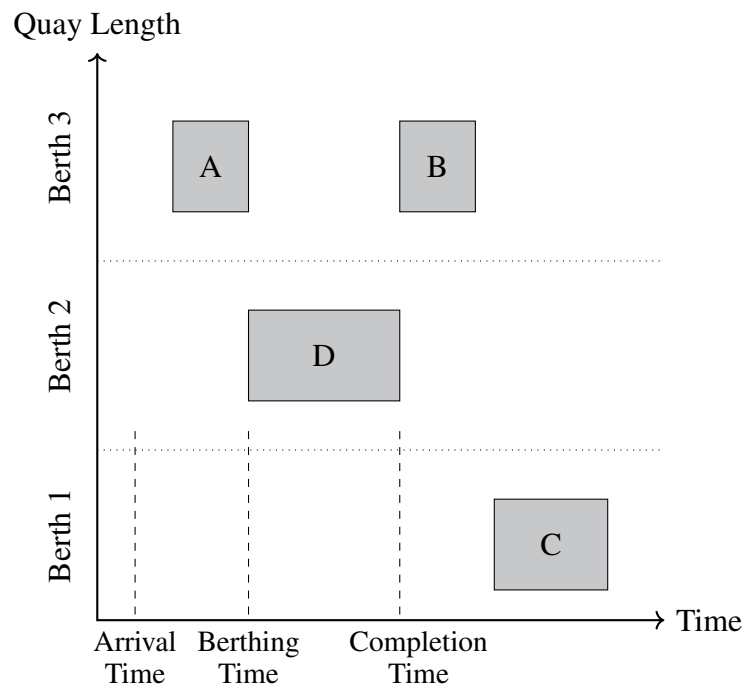 Quay Length
Berth 3
A
B
Berth 2
D
Berth 1
C
Time
Arrival Time
Berthing Time
Completion Time